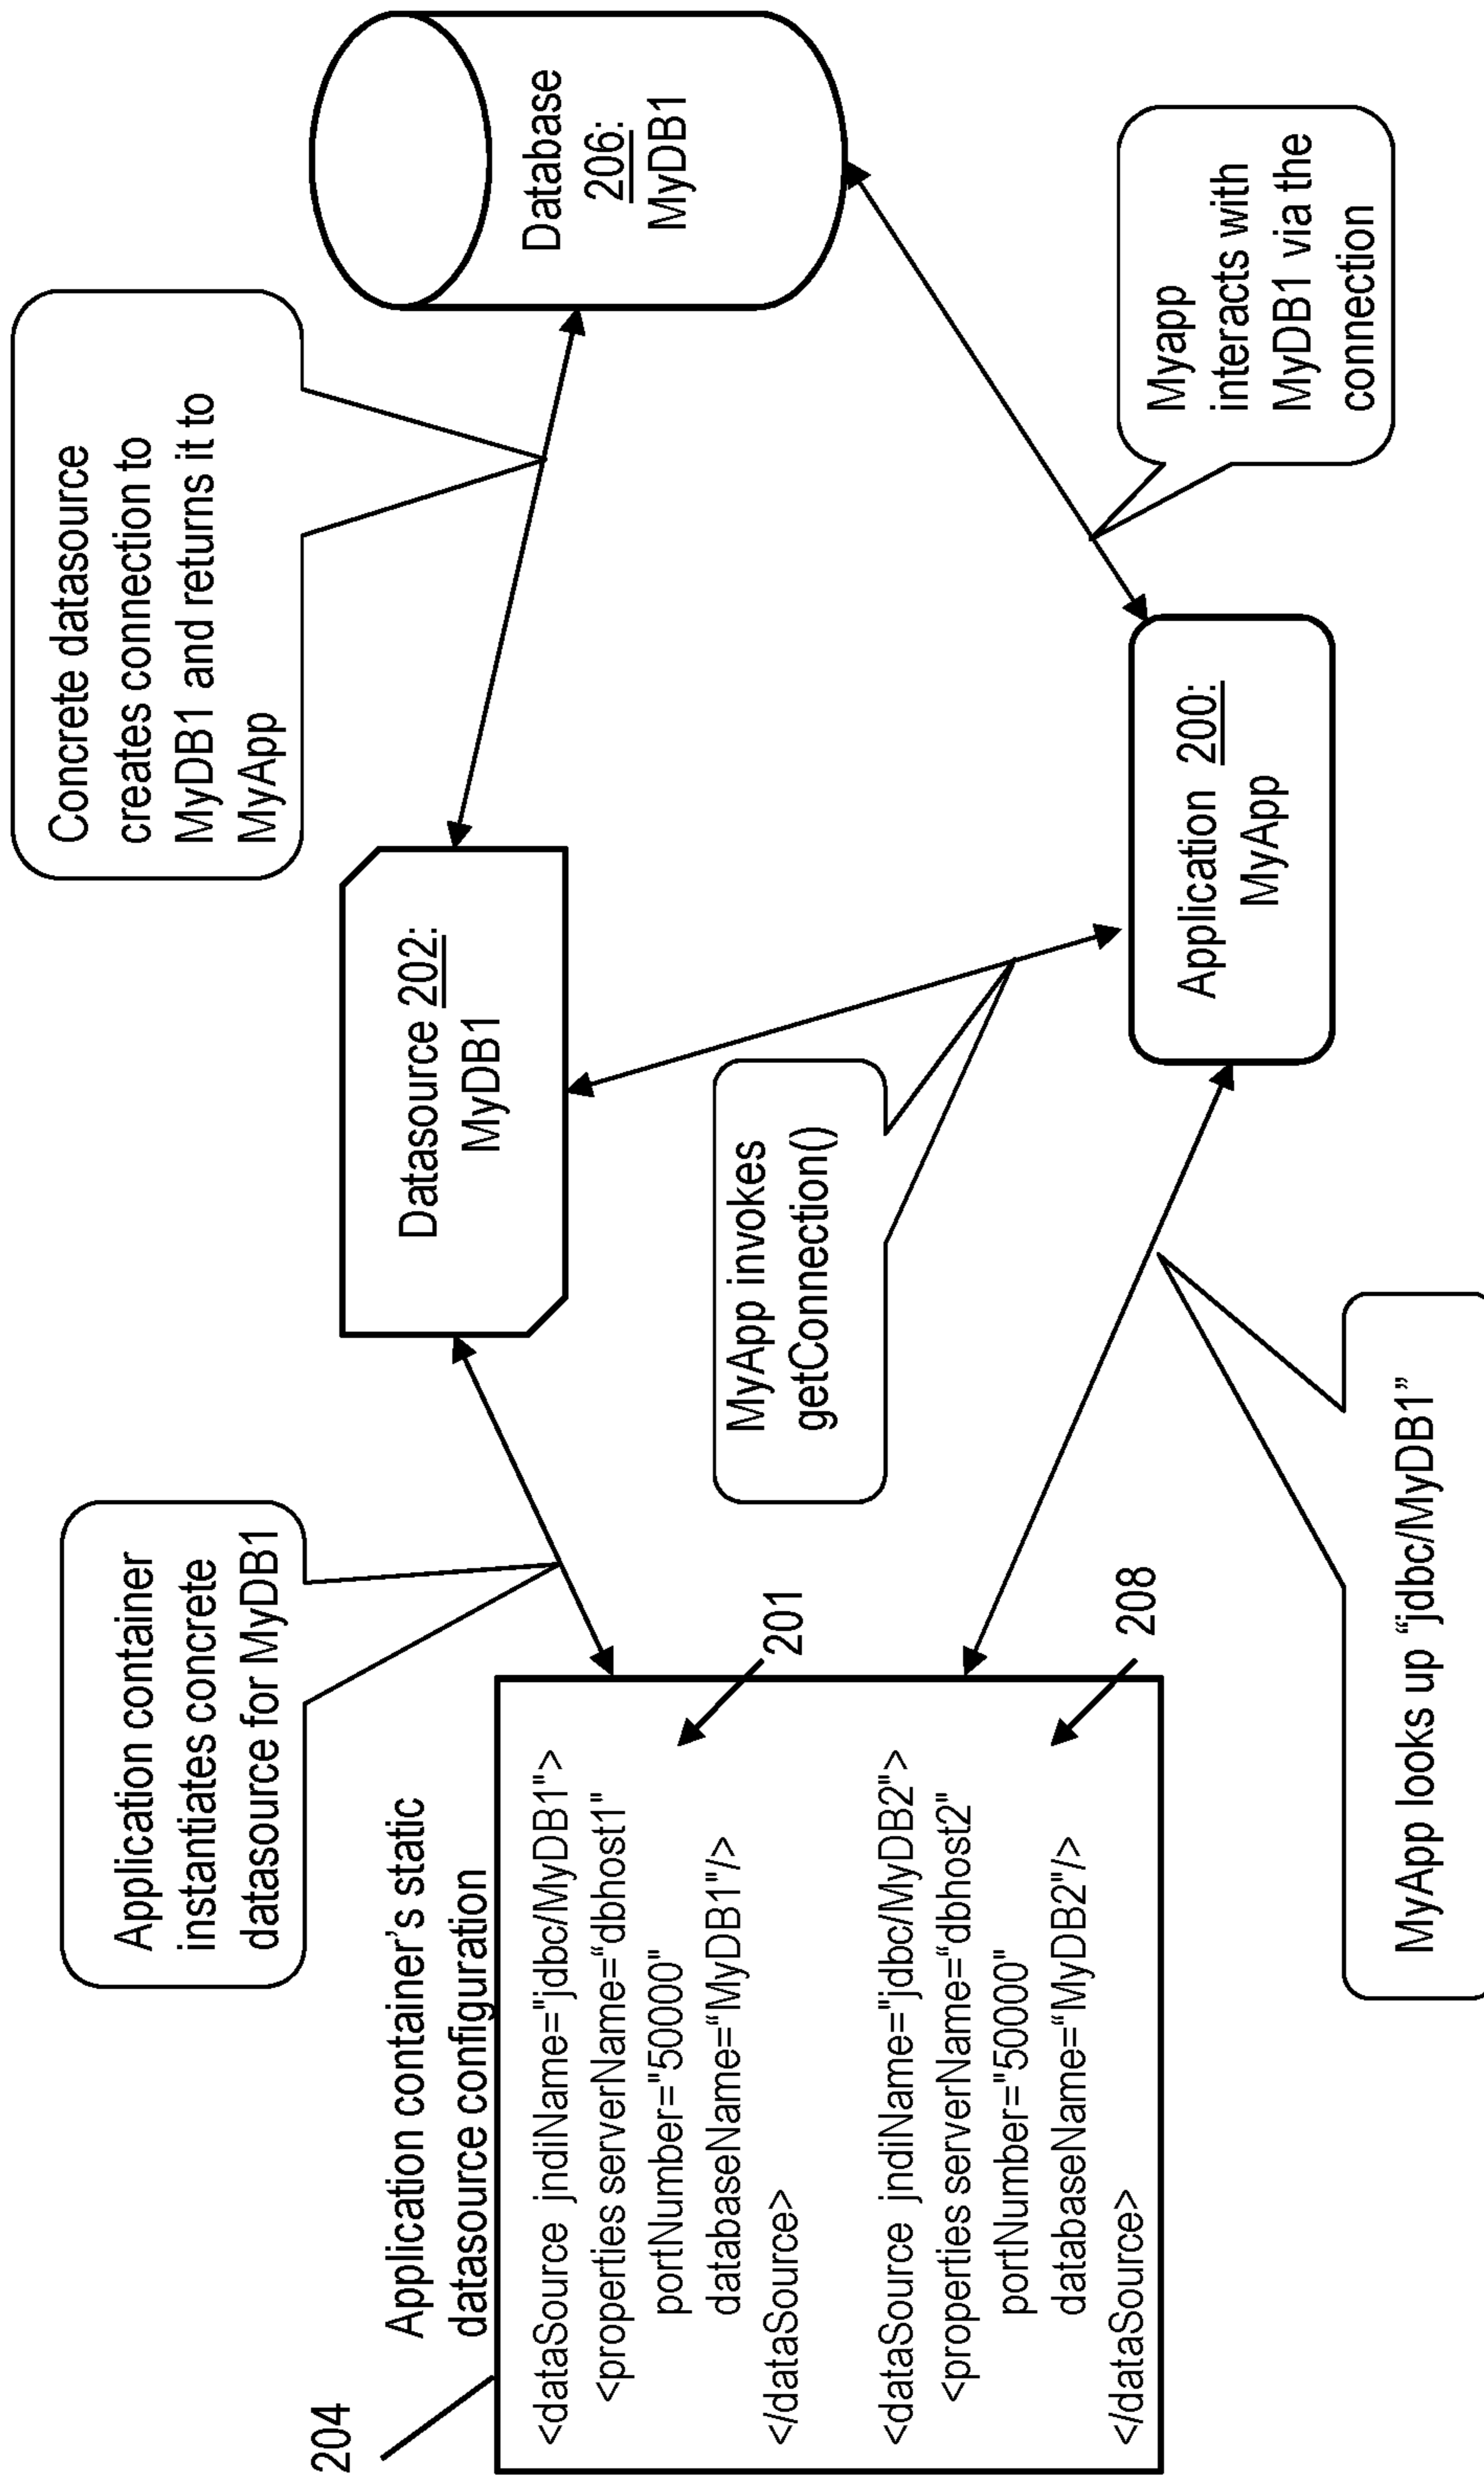 204
Application container's static
datasource configuration
<dataSource jndiName="jdbc/MyDB1">
<properties serverName=“dbhost1"
portNumber="50000"
databaseName=“MyDB1"/>
</dataSource>
201
<dataSource jndiName="jdbc/MyDB2">
<properties serverName=“dbhost2"
portNumber="50000"
databaseName=“MyDB2"/>
</dataSource>
208
Application container
instantiates concrete
datasource for MyDB1
Datasource 202:
MyDB1
Concrete datasource
creates connection to
MyDB1 and returns it to
MyApp
Database
206:
MyDB1
MyApp invokes
getConnection()
MyApp looks up “jdbc/MyDB1”
Application 200:
MyApp
Myapp
interacts with
MyDB1 via the
connection